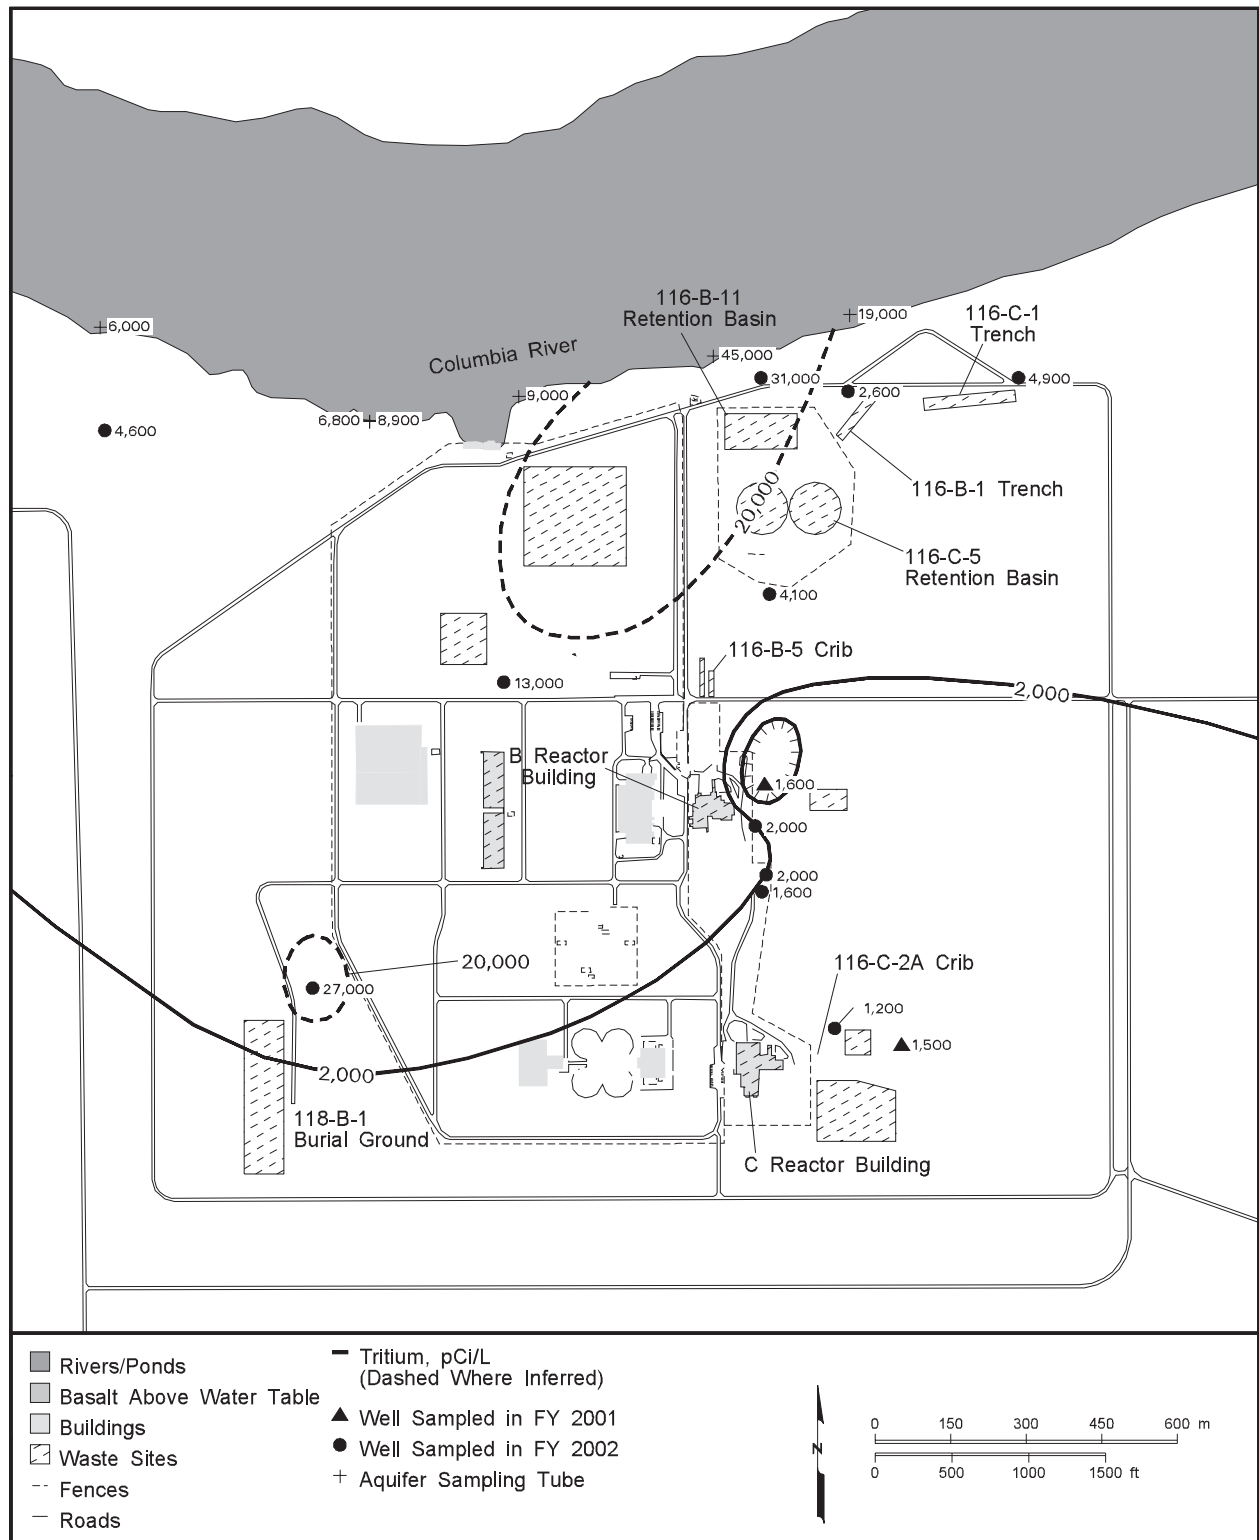 116-B-11
Retention Basin
19,000
116-C-1
Trench
6,000
Columbia River
45,000
31,000
4,900
2,600
9,000
6,800
8,900
4,600
20,000
116-B-1 Trench
116-C-5
Retention Basin
4,100
116-B-5 Crib
13,000
2,000
B Reactor
Building
1,600
2,000
2,000
1,600
20,000
116-C-2A Crib
27,000
1,200
1,500
2,000
118-B-1
Burial Ground
C Reactor Building
Rivers/Ponds
Basalt Above Water Table
Buildings
Waste Sites
Fences
Roads
Tritium, pCi/L
(Dashed Where Inferred)
Well Sampled in FY 2001
Well Sampled in FY 2002
Aquifer Sampling Tube
N
0 150 300 450 600 m
0 500 1000 1500 ft